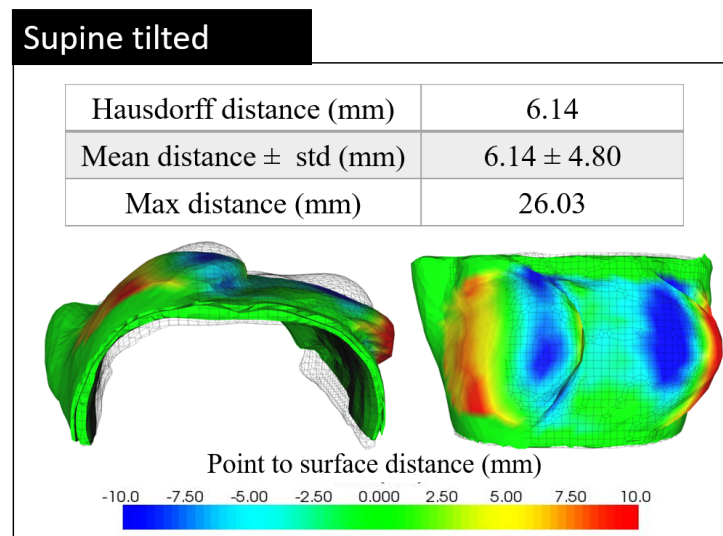 Supine tilted
Hausdorff distance (mm) 6.14
Mean distance ± std (mm) 6.14 ± 4.80
Max distance (mm) 26.03
Point to surface distance (mm)
-10.0 -7.50 -5.00 -2.50 0.000 2.50 5.00 7.50 10.0